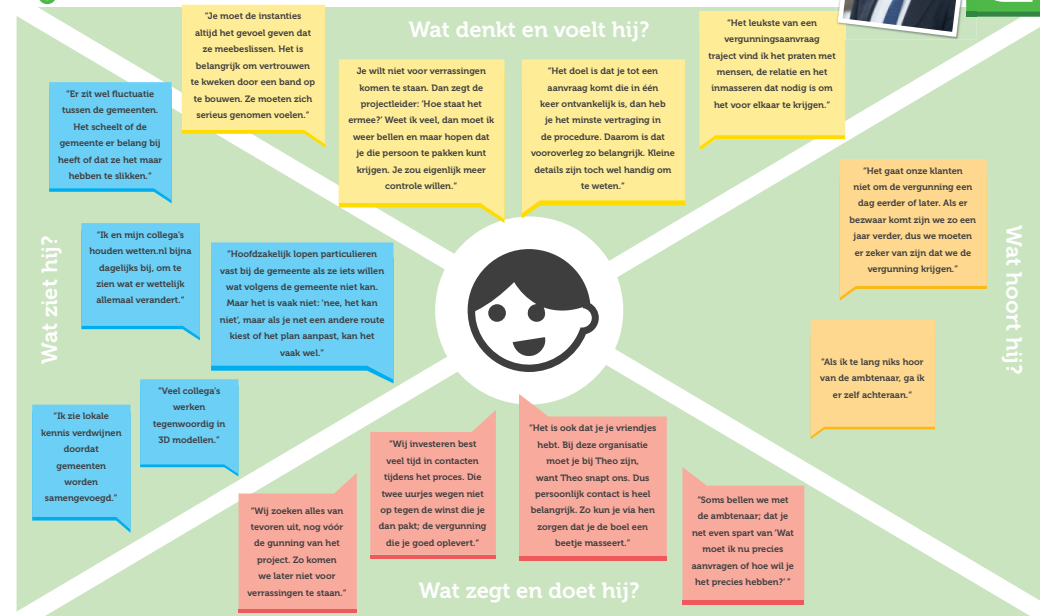 Wat denkt en voelt hij?
"Je moet de instanties
altijd het gevoel geven dat
ze meebeslissen. Het is
belangrijk om vertrouwen
te kweken door een band op
te bouwen. Ze moeten zich
serieus genomen voelen."
Je wilt niet voor verrassingen
komen te staan. Dan zegt de
projectleider: 'Hoe staat het
ermee?' Weet ik veel, dan moet ik
weer bellen en maar hopen dat
je die persoon te pakken kunt
krijgen. Je zou eigenlijk meer
controle willen."
"Het doel is dat je tot een
aanvraag komt die in één
keer ontvankelijk is, dan heb
je het minste vertraging in
de procedure. Daarom is dat
vooroverleg zo belangrijk. Kleine
details zijn toch wel handig om
te weten."
"Het leukste van een
vergunningsaanvraag
traject vind ik het praten met
mensen, de relatie en het
inmasseren dat nodig is om
het voor elkaar te krijgen."
Wat ziet hij?
"Er zit wel fluctuatie
tussen de gemeenten.
Het scheelt of de
gemeente er belang bij
heeft of dat ze het maar
hebben te slikken."
"Ik en mijn collega's
houden wetten.nl bijna
dagelijks bij, om te
zien wat er wettelijk
allemaal verandert."
"Hoofdzakelijk lopen particulieren
vast bij de gemeente als ze iets willen
wat volgens de gemeente niet kan.
Maar het is vaak niet: 'nee, het kan
niet', maar als je net een andere route
kiest of het plan aanpast, kan het
vaak wel."
"Veel collega's
werken
tegenwoordig in
3D modellen."
"Ik zie lokale
kennis verdwijnen
doordat
gemeenten
worden
samengevoegd."
Wat hoort hij?
"Het gaat onze klanten
niet om de vergunning een
dag eerder of later. Als er
bezwaar komt zijn we zo een
jaar verder, dus we moeten
er zeker van zijn dat we de
vergunning krijgen."
"Als ik te lang niks hoor
van de ambtenaar, ga ik
er zelf achteraan."
"Wij zoeken alles van
tevoren uit, nog vóór
de gunning van het
project. Zo komen
we later niet voor
verrassingen te staan."
"Wij investeren best
veel tijd in contacten
tijdens het proces. Die
twee uurtjes wegen niet
op tegen de winst die je
dan pakt; de vergunning
die je goed oplevert."
"Het is ook dat je je vriendjes
hebt. Bij deze organisatie
moet je bij Theo zijn,
want Theo snapt ons. Dus
persoonlijk contact is heel
belangrijk. Zo kun je via hen
zorgen dat je de boel een
beetje masseert."
"Soms bellen we met
de ambtenaar; dat je
net even spart van 'Wat
moet ik nu precies
aanvragen of hoe wil je
het precies hebben?' "
Wat zegt en doet hij?